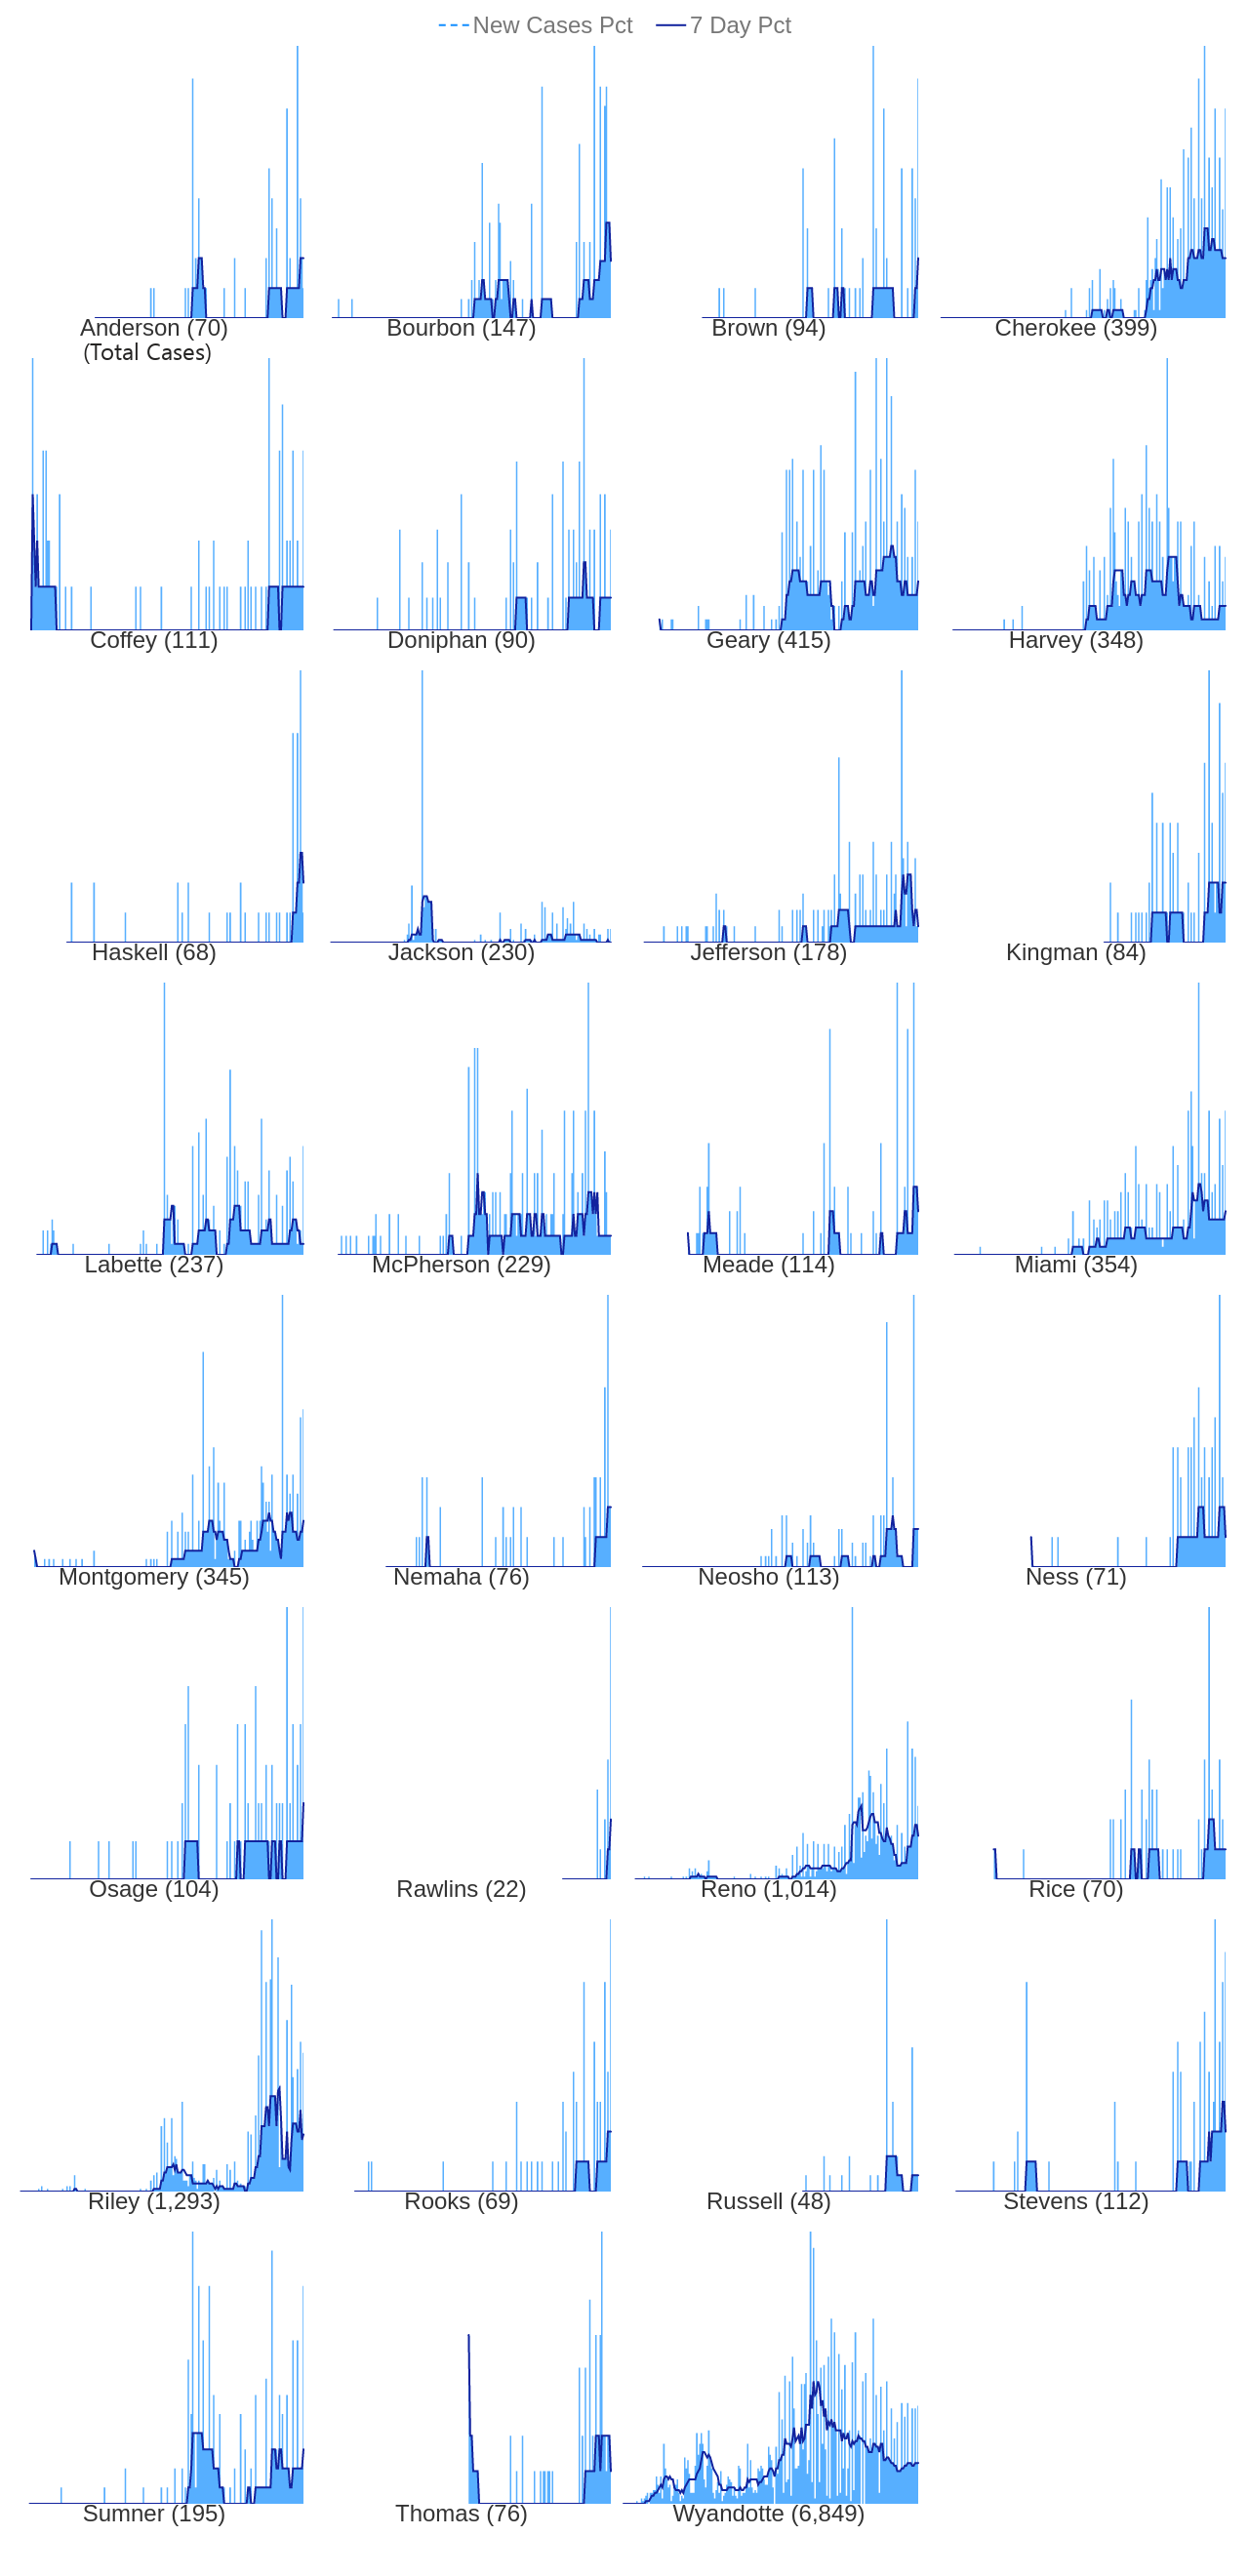 New Cases Pct 7 Day Pct
Anderson (70) Bourbon (147) Brown (94) Cherokee (399)
(Total Cases)
Coffey (111) Doniphan (90) Geary (415) Harvey (348)
Haskell (68) Jackson (230) Jefferson (178) Kingman (84)
Labette (237) McPherson (229) Meade (114) Miami (354)
Montgomery (345) Nemaha (76) Neosho (113) Ness (71)
Osage (104) Rawlins (22) Reno (1,014) Rice (70)
Riley (1,293) Rooks (69) Russell (48) Stevens (112)
Sumner (195) Thomas (76) Wyandotte (6,849)